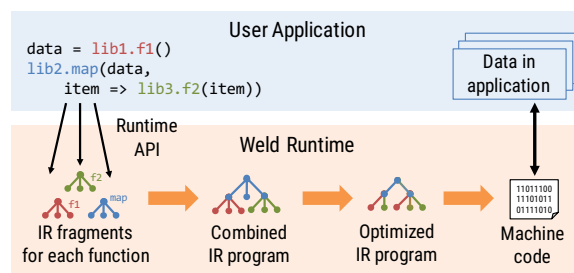 User Application
data = lib1.f1()
lib2.map(data,
item => lib3.f2(item))
Data in
application
Runtime
API
Weld Runtime
f2
f1
map
IR fragments
for each function
Combined
IR program
Optimized
IR program
11011100
11101011
01111010
Machine
code